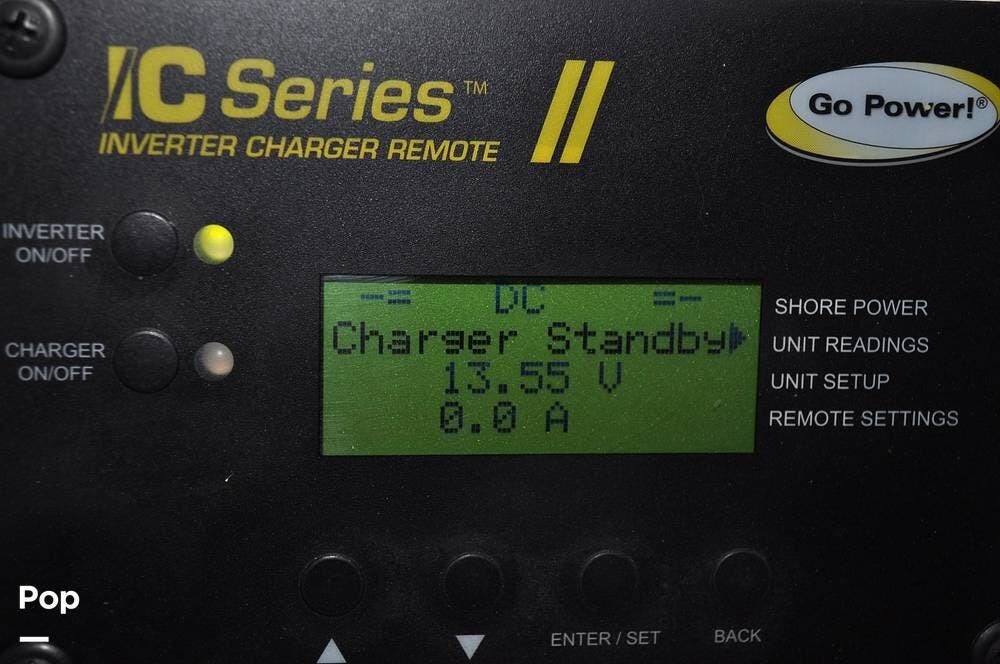 IC Series™ II
INVERTER CHARGER REMOTE
Go Power!®
INVERTER
ON/OFF
CHARGER
ON/OFF
-= DC =-
Charger Standby
13.55 V
0.0 A
SHORE POWER
UNIT READINGS
UNIT SETUP
REMOTE SETTINGS
ENTER / SET
BACK
Pop